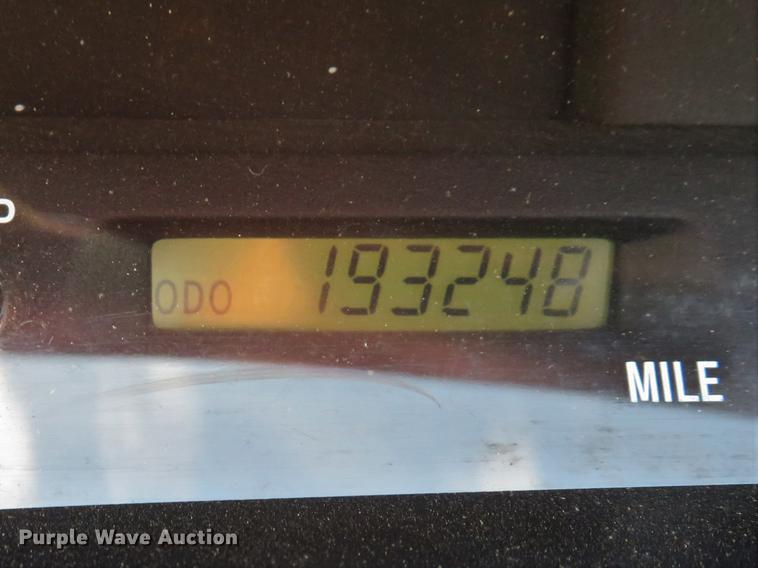 P
ODO 193248
MILE
Purple Wave Auction